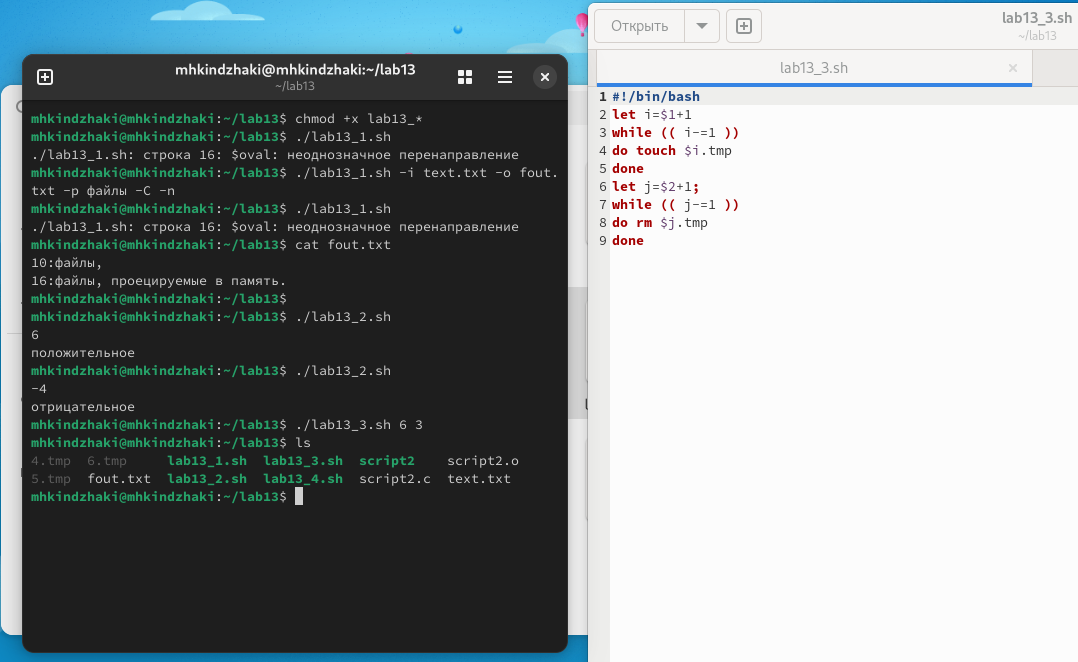 mhkindzhaki@mhkindzhaki:~/lab13
~/lab13
mhkindzhaki@mhkindzhaki:~/lab13$ chmod +x lab13_*
mhkindzhaki@mhkindzhaki:~/lab13$ ./lab13_1.sh
./lab13_1.sh: строка 16: $oval: неоднозначное перенаправление
mhkindzhaki@mhkindzhaki:~/lab13$ ./lab13_1.sh -i text.txt -o fout.
txt -p файлы -C -n
mhkindzhaki@mhkindzhaki:~/lab13$ ./lab13_1.sh
./lab13_1.sh: строка 16: $oval: неоднозначное перенаправление
mhkindzhaki@mhkindzhaki:~/lab13$ cat fout.txt
10:файлы,
16:файлы, проецируемые в память.
mhkindzhaki@mhkindzhaki:~/lab13$
mhkindzhaki@mhkindzhaki:~/lab13$ ./lab13_2.sh
6
положительное
mhkindzhaki@mhkindzhaki:~/lab13$ ./lab13_2.sh
-4
отрицательное
mhkindzhaki@mhkindzhaki:~/lab13$ ./lab13_3.sh 6 3
mhkindzhaki@mhkindzhaki:~/lab13$ ls
4.tmp 6.tmp lab13_1.sh lab13_3.sh script2 script2.o
5.tmp fout.txt lab13_2.sh lab13_4.sh script2.c text.txt
mhkindzhaki@mhkindzhaki:~/lab13$
Открыть
lab13_3.sh
~/lab13
lab13_3.sh
1 #!/bin/bash
2 let i=$1+1
3 while (( i-=1 ))
4 do touch $i.tmp
5 done
6 let j=$2+1;
7 while (( j-=1 ))
8 do rm $j.tmp
9 done